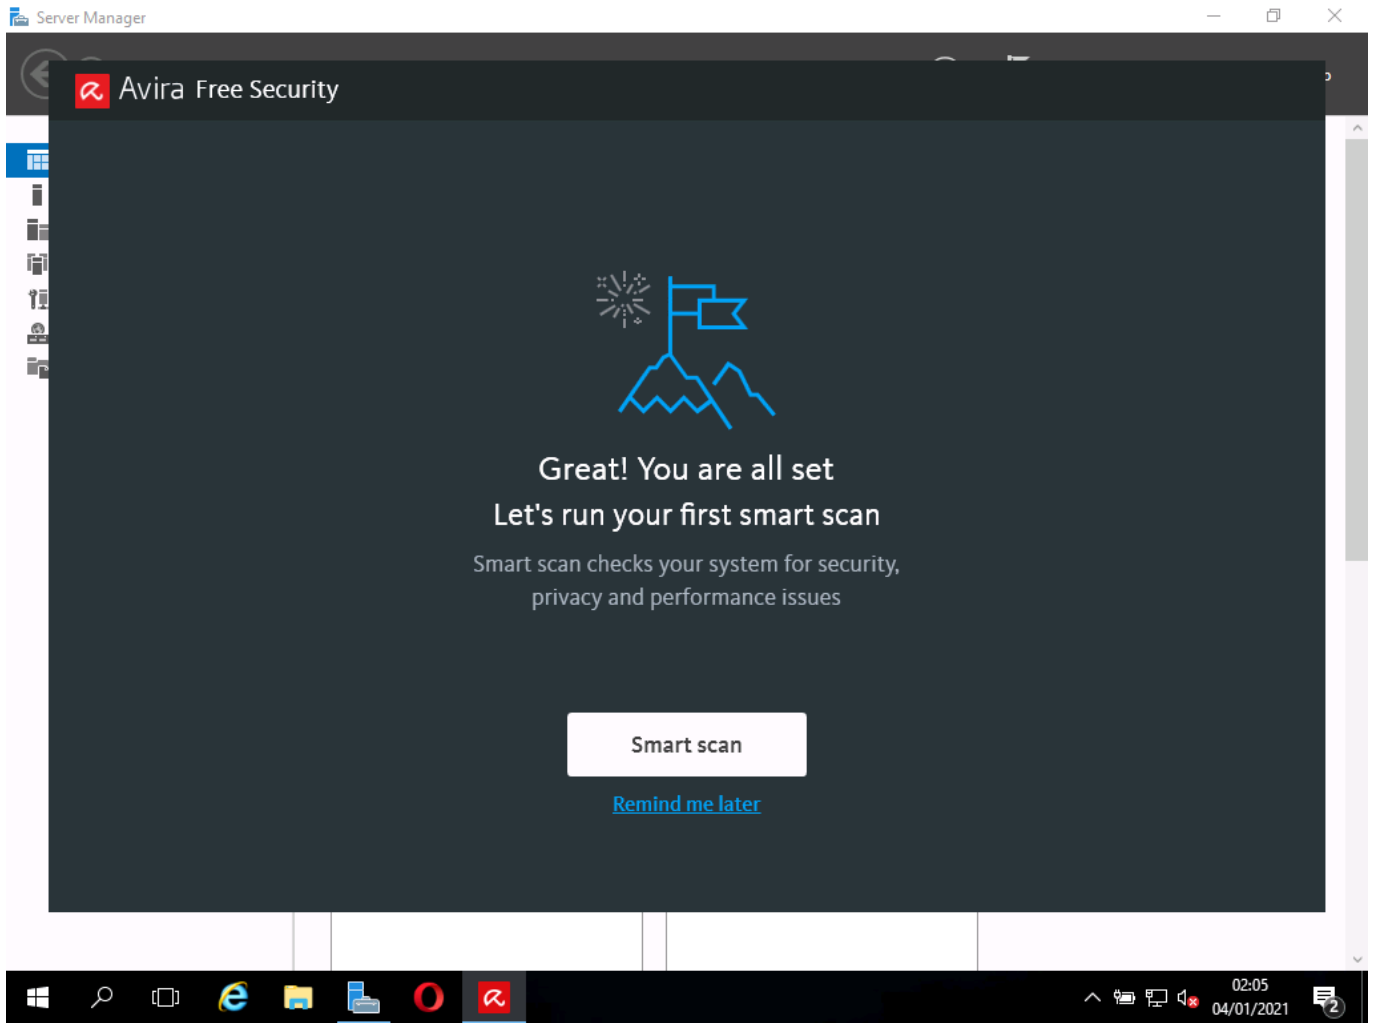 Server Manager
Avira Free Security
Great! You are all set
Let's run your first smart scan
Smart scan checks your system for security,
privacy and performance issues
Smart scan
Remind me later
02:05
04/01/2021
2